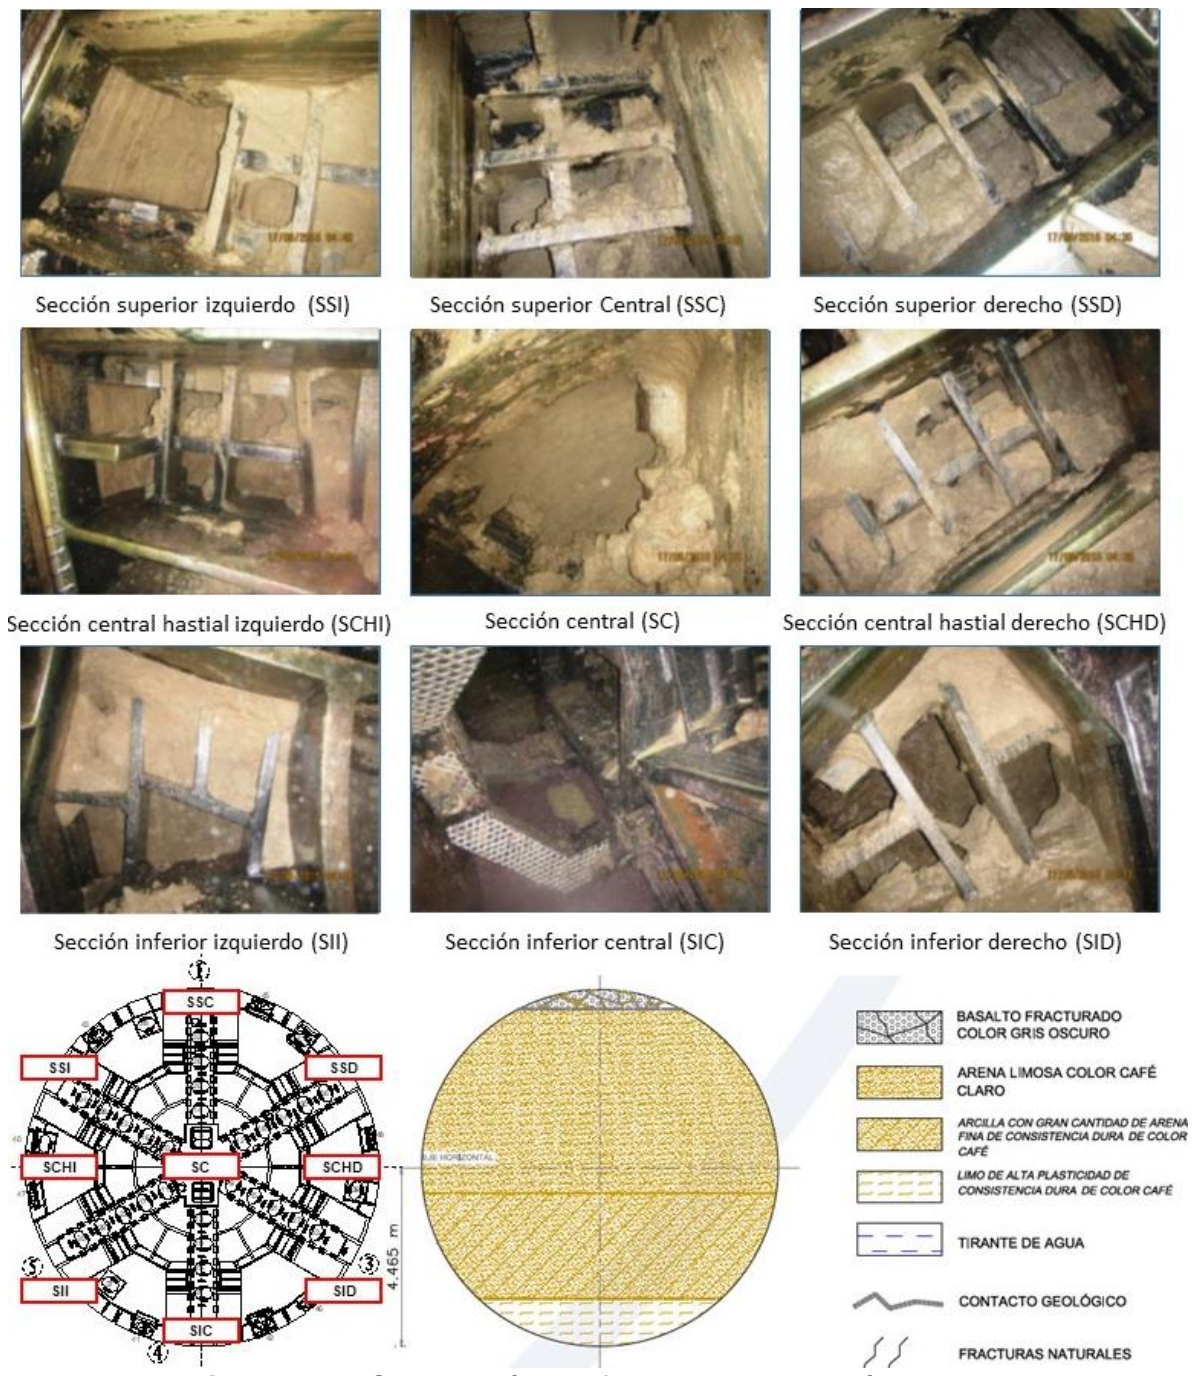 Sección superior izquierdo (SSI)
Sección superior Central (SSC)
Sección superior derecho (SSD)
Sección central hastial izquierdo (SCHI)
Sección central (SC)
Sección central hastial derecho (SCHD)
Sección inferior izquierdo (SII)
Sección inferior central (SIC)
Sección inferior derecho (SID)
1
SSC
SSI
SSD
SCHI
SC
SCHD
5
3
SII
SID
SIC
4
4.465 m
EJE HORIZONTAL
BASALTO FRACTURADO
COLOR GRIS OSCURO
ARENA LIMOSA COLOR CAFÉ
CLARO
ARCILLA CON GRAN CANTIDAD DE ARENA
FINA DE CONSISTENCIA DURA DE COLOR
CAFÉ
LIMO DE ALTA PLASTICIDAD DE
CONSISTENCIA DURA DE COLOR CAFÉ
TIRANTE DE AGUA
CONTACTO GEOLÓGICO
FRACTURAS NATURALES